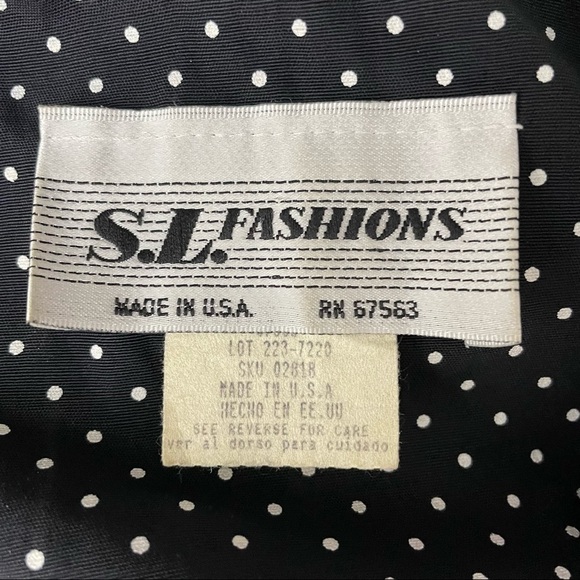 S.L. FASHIONS
MADE IN U.S.A. RN 67563
LOT 223-7220
SKU 02818
MADE IN U.S.A
HECHO EN EE.UU
SEE REVERSE FOR CARE
ver al dorso para cuidado